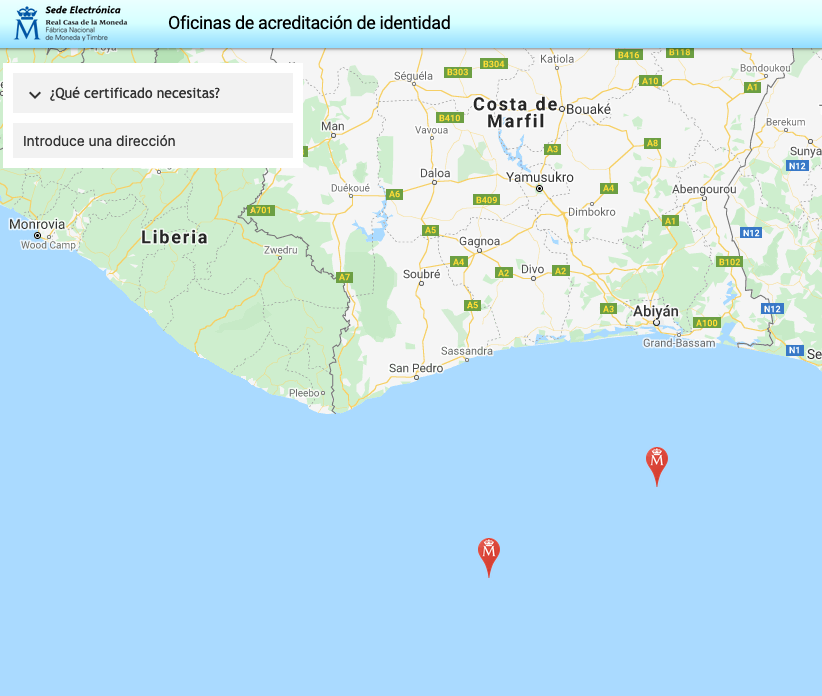 Sede Electrónica
Real Casa de la Moneda
Fábrica Nacional
de Moneda y Timbre
Oficinas de acreditación de identidad
¿Qué certificado necesitas?
Introduce una dirección
B416
B118
Katiola
B304
B303
Séguéla
Bondoukou
A10
A1
Costa de
Marfil
Bouaké
B410
Man
Vavoua
Berekum
A3
A8
Sunya
N12
Daloa
Yamusukro
Duékoué
A6
B409
A4
Abengourou
Dimbokro
A701
A1
Monrovia
Wood Camp
Liberia
A5
N12
Zwedru
Gagnoa
A4
B102
A7
Soubré
A2
Divo
A2
A5
A3
Abiyán
N12
A100
Grand-Bassam
Sassandra
N1
Se
San Pedro
Pleebo
M
M